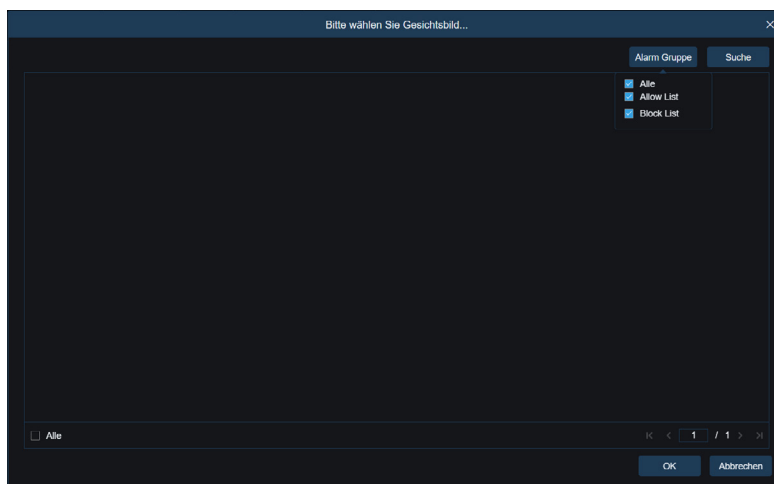 Bitte wählen Sie Gesichtsbild...
Alarm Gruppe Suche
Alle
Allow List
Block List
Alle 1 / 1
OK Abbrechen